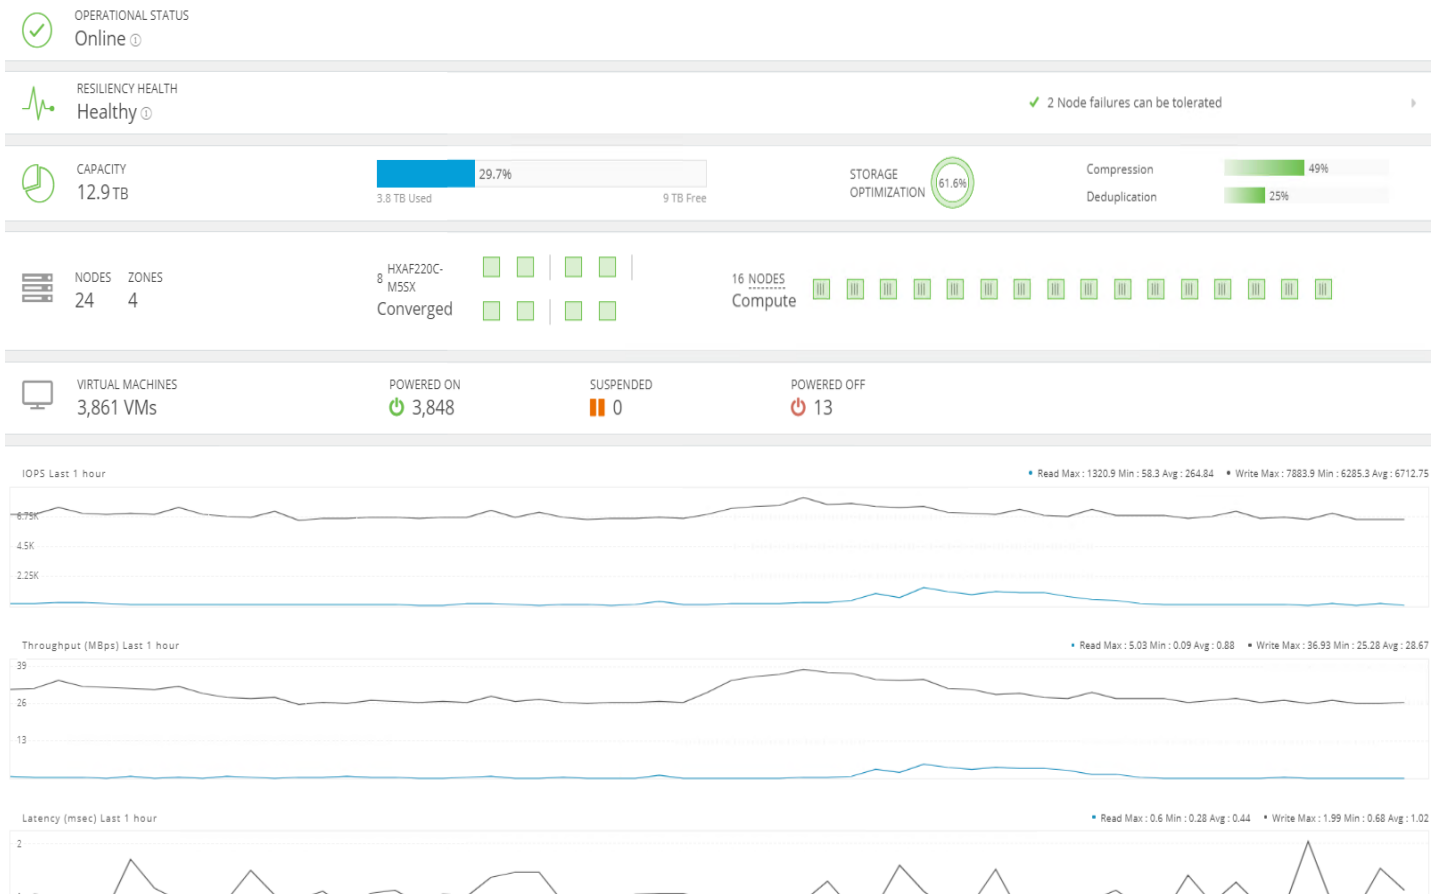 OPERATIONAL STATUS
Online
RESILIENCY HEALTH
Healthy
2 Node failures can be tolerated
CAPACITY
12.9 TB
29.7%
3.8 TB Used
9 TB Free
STORAGE
OPTIMIZATION
61.6%
Compression
49%
Deduplication
25%
NODES ZONES
24 4
8 HXAF220C-
M5SX
Converged
16 NODES
Compute
VIRTUAL MACHINES
3,861 VMs
POWERED ON
3,848
SUSPENDED
0
POWERED OFF
13
IOPS Last 1 hour
Read Max : 1320.9 Min : 58.3 Avg : 264.84 Write Max : 7883.9 Min : 6285.3 Avg : 6712.75
6.75K
4.5K
2.25K
Throughput (MBps) Last 1 hour
Read Max : 5.03 Min : 0.09 Avg : 0.88 Write Max : 36.93 Min : 25.28 Avg : 28.67
39
26
13
Latency (msec) Last 1 hour
Read Max : 0.6 Min : 0.28 Avg : 0.44 Write Max : 1.99 Min : 0.68 Avg : 1.02
2